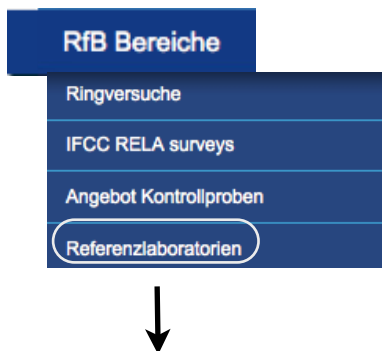 RfB Bereiche
Ringversuche
IFCC RELA surveys
Angebot Kontrollproben
Referenzlaboratorien